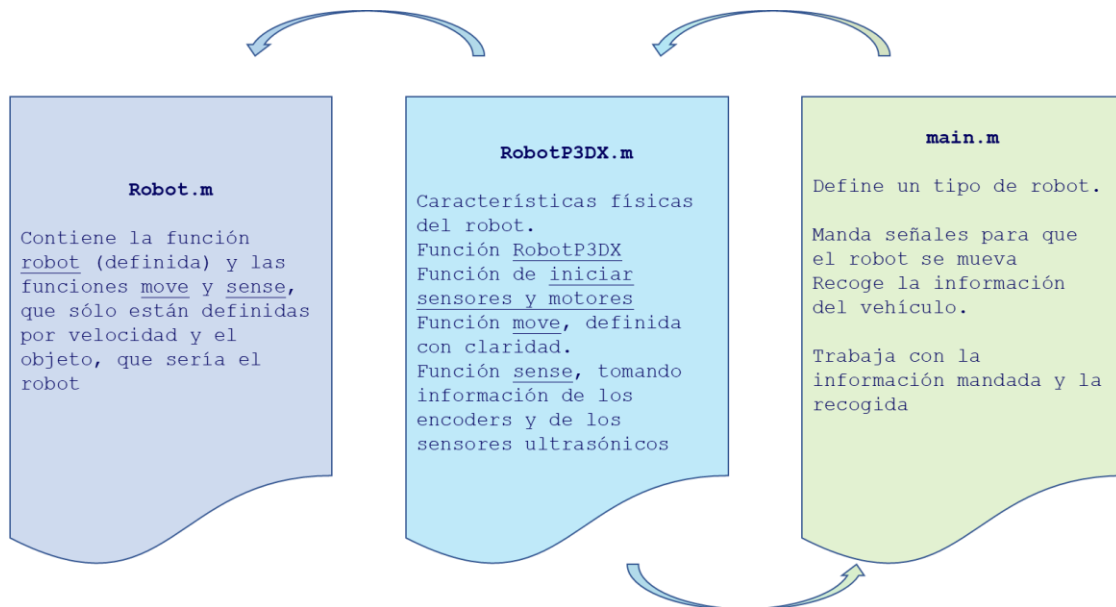 Robot.m
Contiene la función
robot (definida) y las
funciones move y sense,
que sólo están definidas
por velocidad y el
objeto, que sería el
robot
RobotP3DX.m
Características físicas
del robot.
Función RobotP3DX
Función de iniciar
sensores y motores
Función move, definida
con claridad.
Función sense, tomando
información de los
encoders y de los
sensores ultrasónicos
main.m
Define un tipo de robot.
Manda señales para que
el robot se mueva
Recoge la información
del vehículo.
Trabaja con la
información mandada y la
recogida